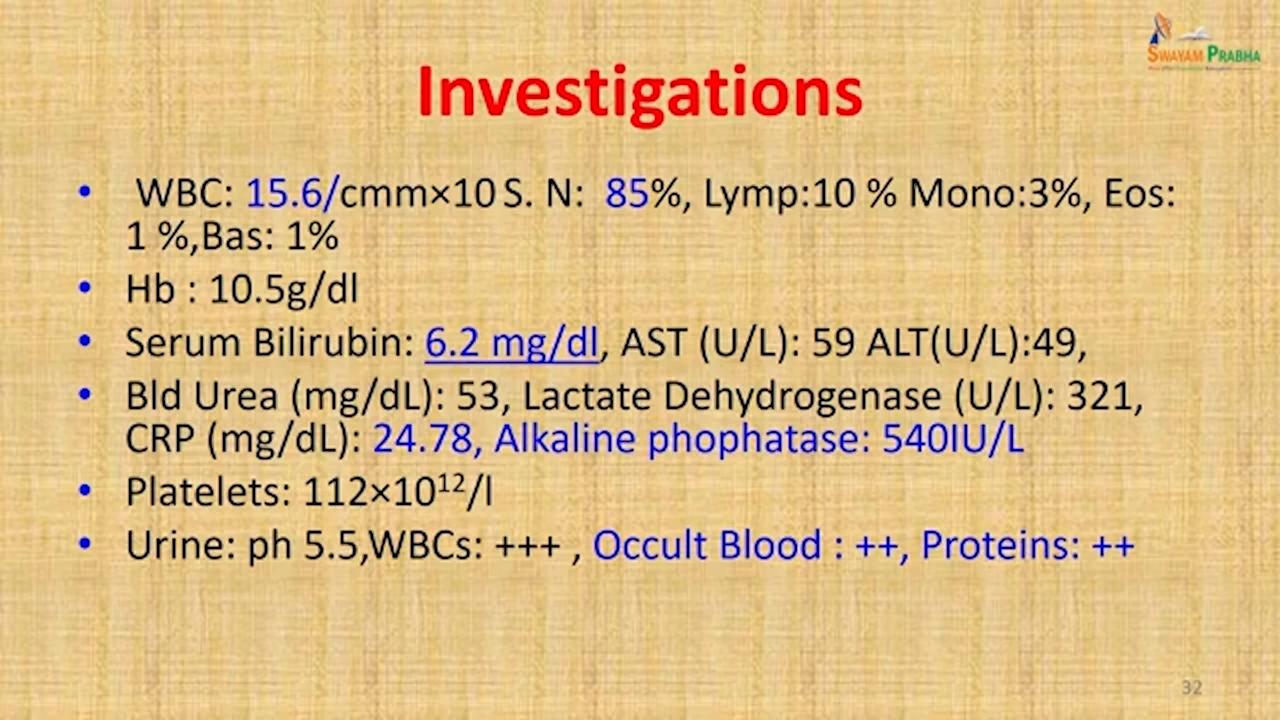 SWAYAM PRABHA
Investigations
• WBC: 15.6/cmm×10 S. N: 85%, Lymp:10 % Mono:3%, Eos:
1 %,Bas: 1%
• Hb : 10.5g/dl
• Serum Bilirubin: 6.2 mg/dl, AST (U/L): 59 ALT(U/L):49,
• Bld Urea (mg/dL): 53, Lactate Dehydrogenase (U/L): 321,
CRP (mg/dL): 24.78, Alkaline phophatase: 540IU/L
• Platelets: 112×10¹²/l
• Urine: ph 5.5,WBCs: +++ , Occult Blood : ++, Proteins: ++
32